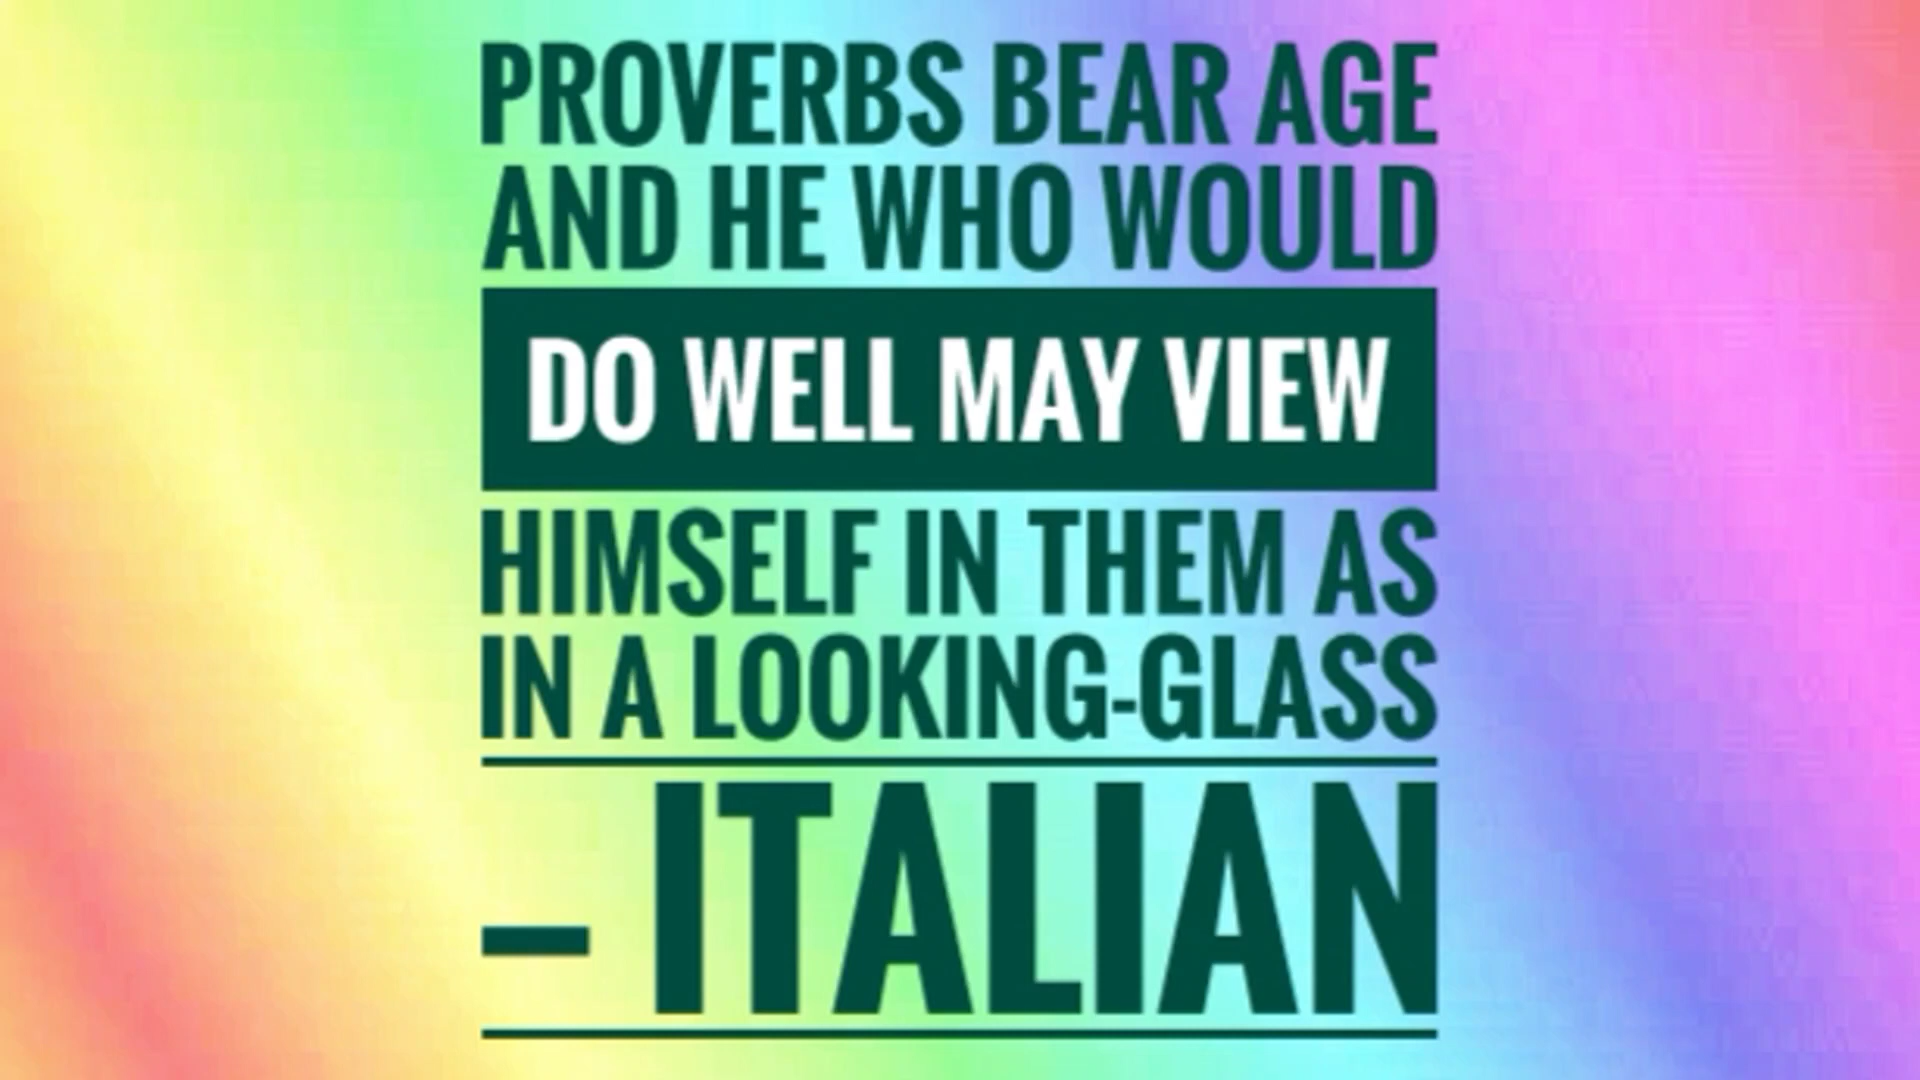 PROVERBS BEAR AGE
AND HE WHO WOULD
DO WELL MAY VIEW
HIMSELF IN THEM AS
IN A LOOKING-GLASS
– ITALIAN